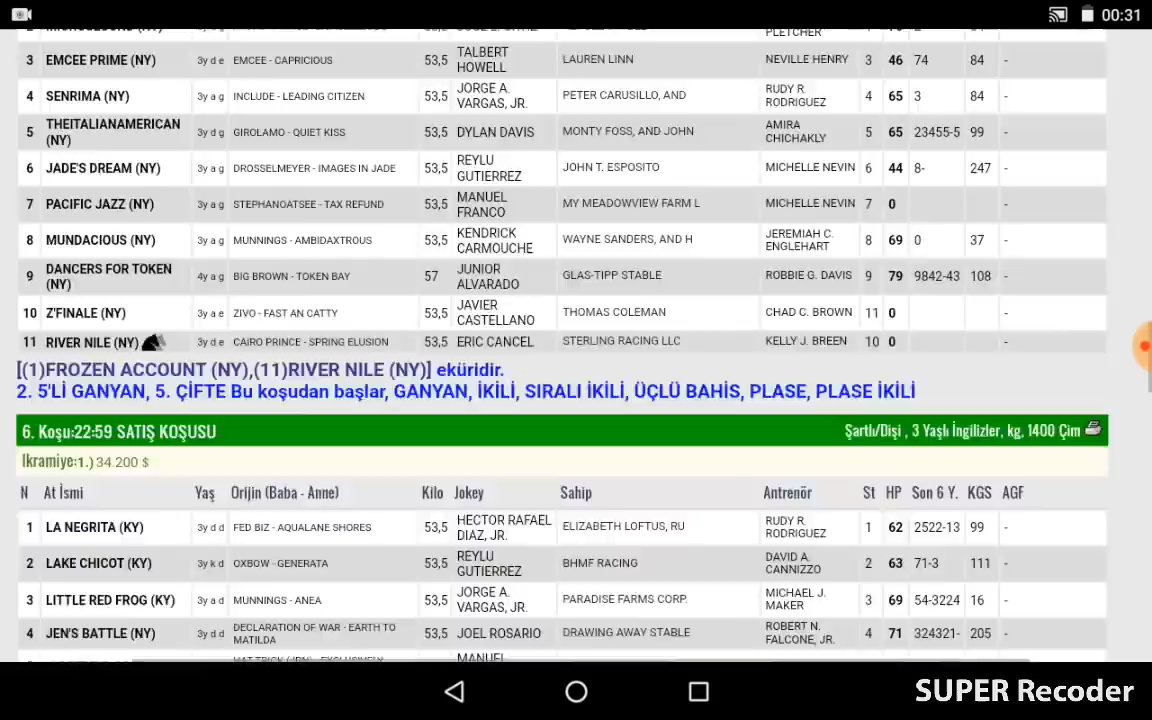 00:31
PLETCHER
3 EMCEE PRIME (NY) 3y d e EMCEE - CAPRICIOUS 53,5 TALBERT HOWELL LAUREN LINN NEVILLE HENRY 3 46 74 84 -
4 SENRIMA (NY) 3y a g INCLUDE - LEADING CITIZEN 53,5 JORGE A. VARGAS, JR. PETER CARUSILLO, AND RUDY R. RODRIGUEZ 4 65 3 84 -
5 THEITALIANAMERICAN (NY) 3y d g GIROLAMO - QUIET KISS 53,5 DYLAN DAVIS MONTY FOSS, AND JOHN AMIRA CHICHAKLY 5 65 23455-5 99 -
6 JADE'S DREAM (NY) 3y a g DROSSELMEYER - IMAGES IN JADE 53,5 REYLU GUTIERREZ JOHN T. ESPOSITO MICHELLE NEVIN 6 44 8- 247 -
7 PACIFIC JAZZ (NY) 3y a g STEPHANOATSEE - TAX REFUND 53,5 MANUEL FRANCO MY MEADOWVIEW FARM L MICHELLE NEVIN 7 0 -
8 MUNDACIOUS (NY) 3y a g MUNNINGS - AMBIDAXTROUS 53,5 KENDRICK CARMOUCHE WAYNE SANDERS, AND H JEREMIAH C. ENGLEHART 8 69 0 37 -
9 DANCERS FOR TOKEN (NY) 4y a g BIG BROWN - TOKEN BAY 57 JUNIOR ALVARADO GLAS-TIPP STABLE ROBBIE G. DAVIS 9 79 9842-43 108 -
10 Z'FINALE (NY) 3y a e ZIVO - FAST AN CATTY 53,5 JAVIER CASTELLANO THOMAS COLEMAN CHAD C. BROWN 11 0 -
11 RIVER NILE (NY) 3y d e CAIRO PRINCE - SPRING ELUSION 53,5 ERIC CANCEL STERLING RACING LLC KELLY J. BREEN 10 0 -
[(1)FROZEN ACCOUNT (NY),(11)RIVER NILE (NY)] eküridir.
2. 5'Lİ GANYAN, 5. ÇİFTE Bu koşudan başlar, GANYAN, İKİLİ, SIRALI İKİLİ, ÜÇLÜ BAHİS, PLASE, PLASE İKİLİ
6. Koşu:22:59 SATIŞ KOŞUSU Şartlı/Dişi , 3 Yaşlı İngilizler, kg, 1400 Çim
Ikramiye:1.) 34.200 $
N At İsmi Yaş Orijin (Baba - Anne) Kilo Jokey Sahip Antrenör St HP Son 6 Y. KGS AGF
1 LA NEGRITA (KY) 3y d d FED BIZ - AQUALANE SHORES 53,5 HECTOR RAFAEL DIAZ, JR. ELIZABETH LOFTUS, RU RUDY R. RODRIGUEZ 1 62 2522-13 99 -
2 LAKE CHICOT (KY) 3y k d OXBOW - GENERATA 53,5 REYLU GUTIERREZ BHMF RACING DAVID A. CANNIZZO 2 63 71-3 111 -
3 LITTLE RED FROG (KY) 3y a d MUNNINGS - ANEA 53,5 JORGE A. VARGAS, JR. PARADISE FARMS CORP. MICHAEL J. MAKER 3 69 54-3224 16 -
4 JEN'S BATTLE (NY) 3y d d DECLARATION OF WAR - EARTH TO MATILDA 53,5 JOEL ROSARIO DRAWING AWAY STABLE ROBERT N. FALCONE, JR. 4 71 324321- 205 -
MANUEL
SUPER Recoder